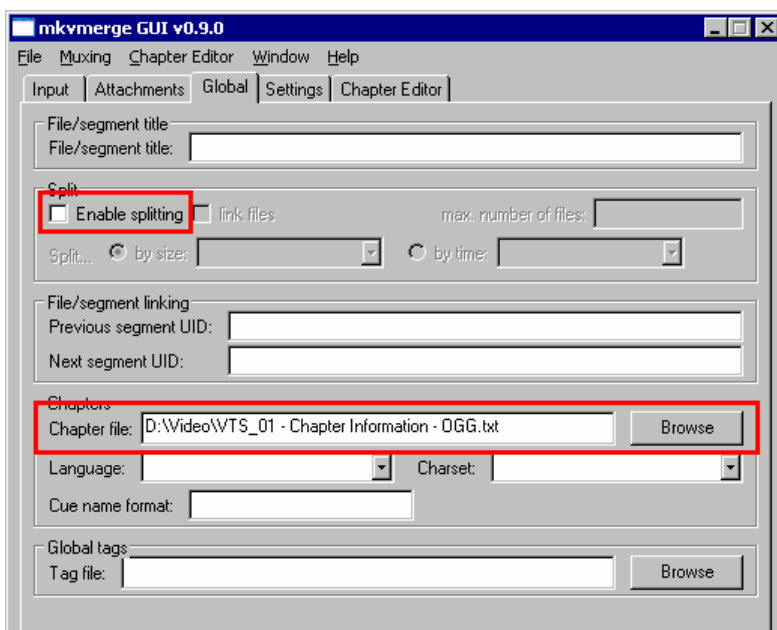 mkvmerge GUI v0.9.0
File Muxing Chapter Editor Window Help
Input Attachments Global Settings Chapter Editor
File/segment title
File/segment title:
Split
Enable splitting link files max. number of files:
Split... by size: by time:
File/segment linking
Previous segment UID:
Next segment UID:
Chapters
Chapter file: D:\Video\VTS_01 - Chapter Information - OGG.txt Browse
Language: Charset:
Cue name format:
Global tags
Tag file: Browse